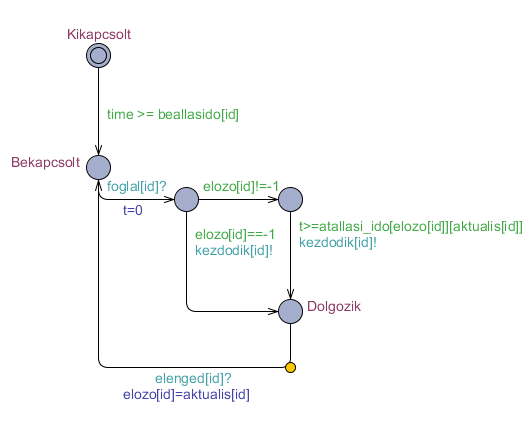 Kikapcsolt
time >= beallasido[id]
Bekapcsolt
foglal[id]?
t=0
elozo[id]!=-1
elozo[id]==-1
kezdodik[id]!
t>=atallasi_ido[elozo[id]][aktualis[id]]
kezdodik[id]!
Dolgozik
elenged[id]?
elozo[id]=aktualis[id]